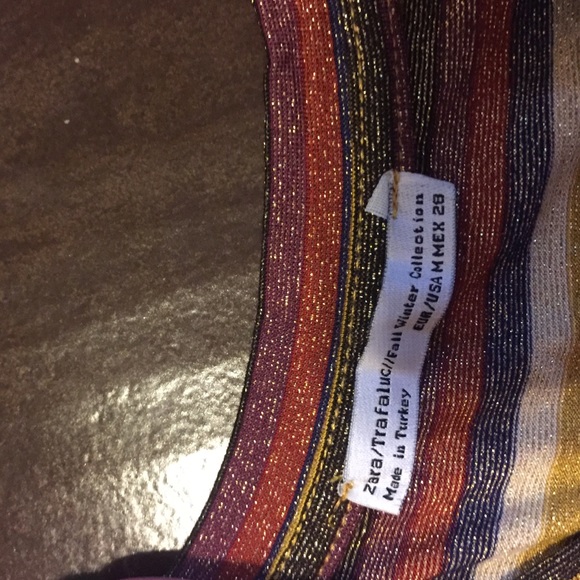 Zara/Trafaluc//Fall Winter Collection
Made in Turkey EUR/USA M MEX 28